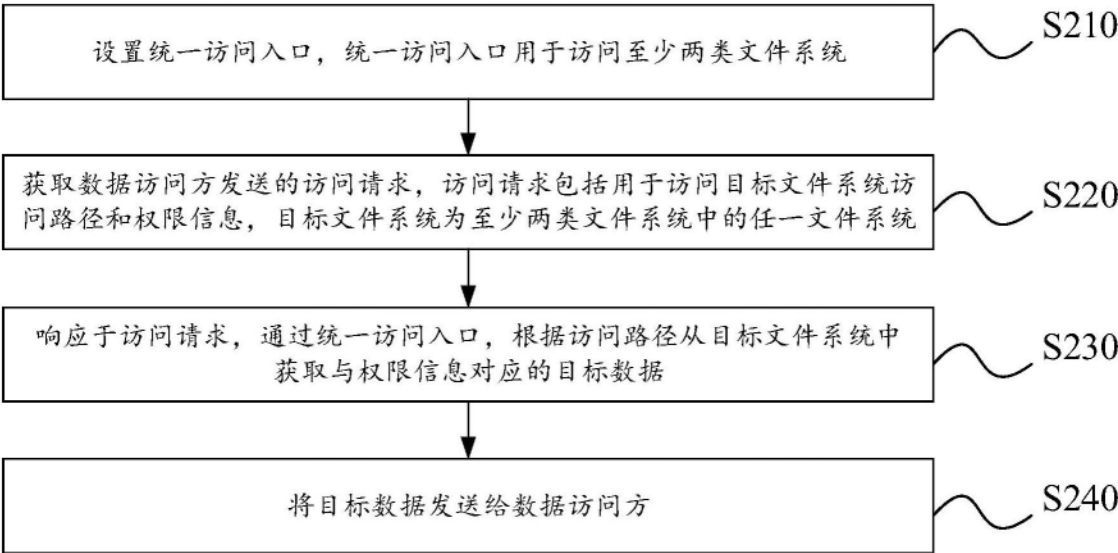 设置统一访问入口，统一访问入口用于访问至少两类文件系统
S210
获取数据访问方发送的访问请求，访问请求包括用于访问目标文件系统访
问路径和权限信息，目标文件系统为至少两类文件系统中的任一文件系统
S220
响应于访问请求，通过统一访问入口，根据访问路径从目标文件系统中
获取与权限信息对应的目标数据
S230
将目标数据发送给数据访问方
S240